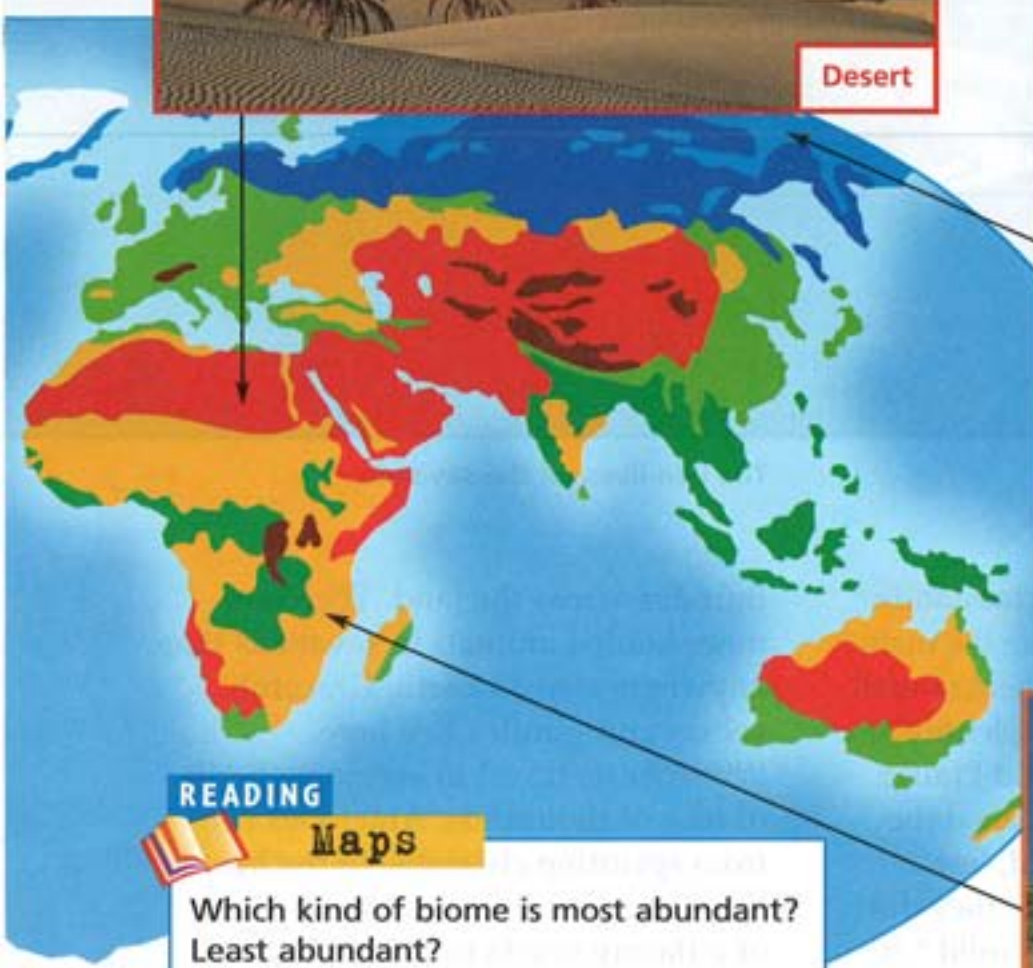 Desert
READING
Maps
Which kind of biome is most abundant?
Least abundant?